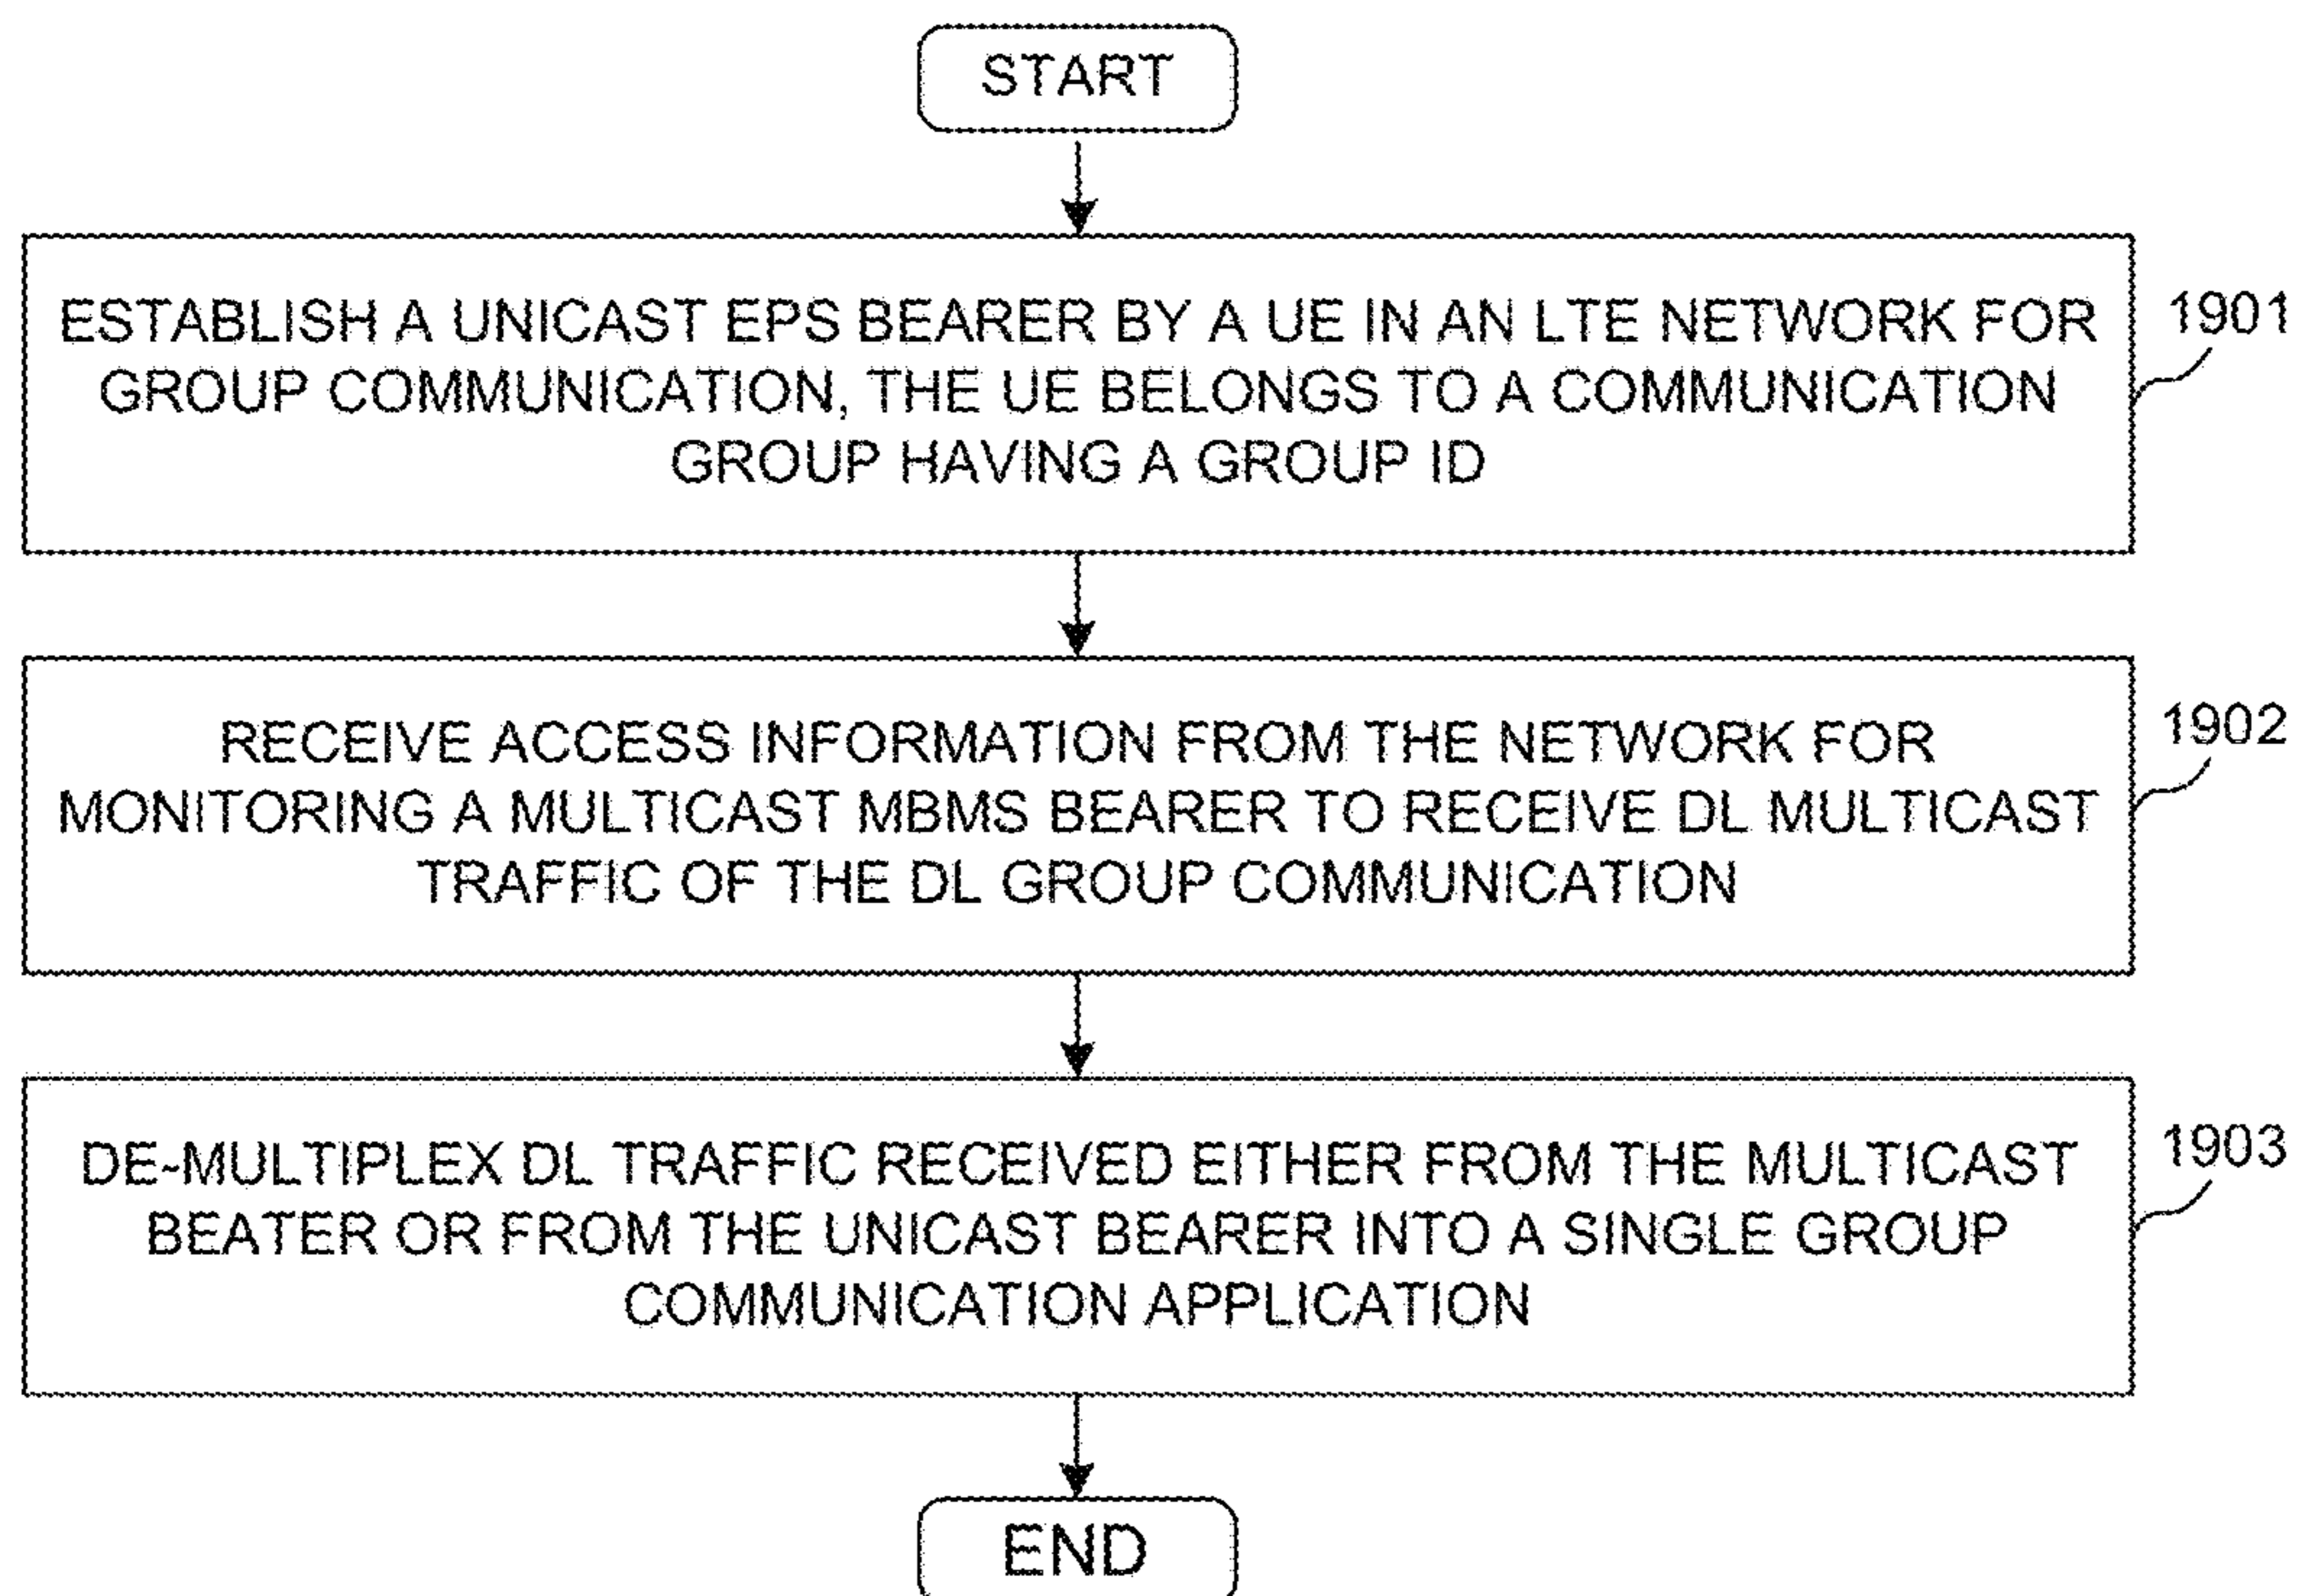 START
ESTABLISH A UNICAST EPS BEARER BY A UE IN AN LTE NETWORK FOR
GROUP COMMUNICATION, THE UE BELONGS TO A COMMUNICATION
GROUP HAVING A GROUP ID
1901
RECEIVE ACCESS INFORMATION FROM THE NETWORK FOR
MONITORING A MULTICAST MBMS BEARER TO RECEIVE DL MULTICAST
TRAFFIC OF THE DL GROUP COMMUNICATION
1902
DE-MULTIPLEX DL TRAFFIC RECEIVED EITHER FROM THE MULTICAST
BEATER OR FROM THE UNICAST BEARER INTO A SINGLE GROUP
COMMUNICATION APPLICATION
1903
END